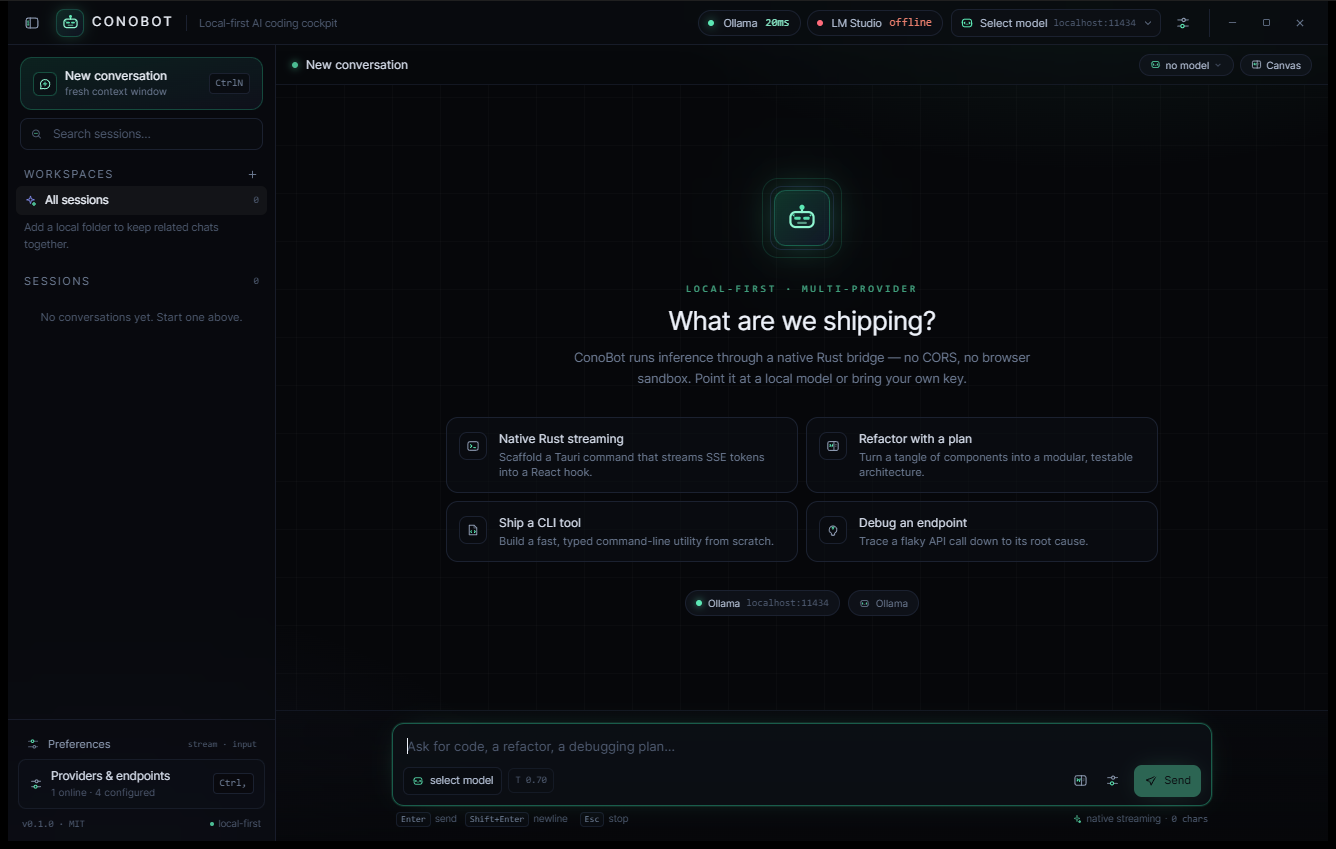 CONOBOT
Local-first AI coding cockpit
Ollama 20ms
LM Studio offline
Select model localhost:11434
New conversation
fresh context window
CtrlN
Search sessions...
WORKSPACES
All sessions 0
Add a local folder to keep related chats
together.
SESSIONS 0
No conversations yet. Start one above.
Preferences stream · input
Providers & endpoints
1 online · 4 configured
Ctrl,
v0.1.0 · MIT local-first
New conversation
no model
Canvas
LOCAL-FIRST · MULTI-PROVIDER
What are we shipping?
ConoBot runs inference through a native Rust bridge — no CORS, no browser
sandbox. Point it at a local model or bring your own key.
Native Rust streaming
Scaffold a Tauri command that streams SSE tokens
into a React hook.
Refactor with a plan
Turn a tangle of components into a modular, testable
architecture.
Ship a CLI tool
Build a fast, typed command-line utility from scratch.
Debug an endpoint
Trace a flaky API call down to its root cause.
Ollama localhost:11434
Ollama
Ask for code, a refactor, a debugging plan...
select model
T 0.70
Send
Enter send Shift+Enter newline Esc stop
native streaming · 0 chars